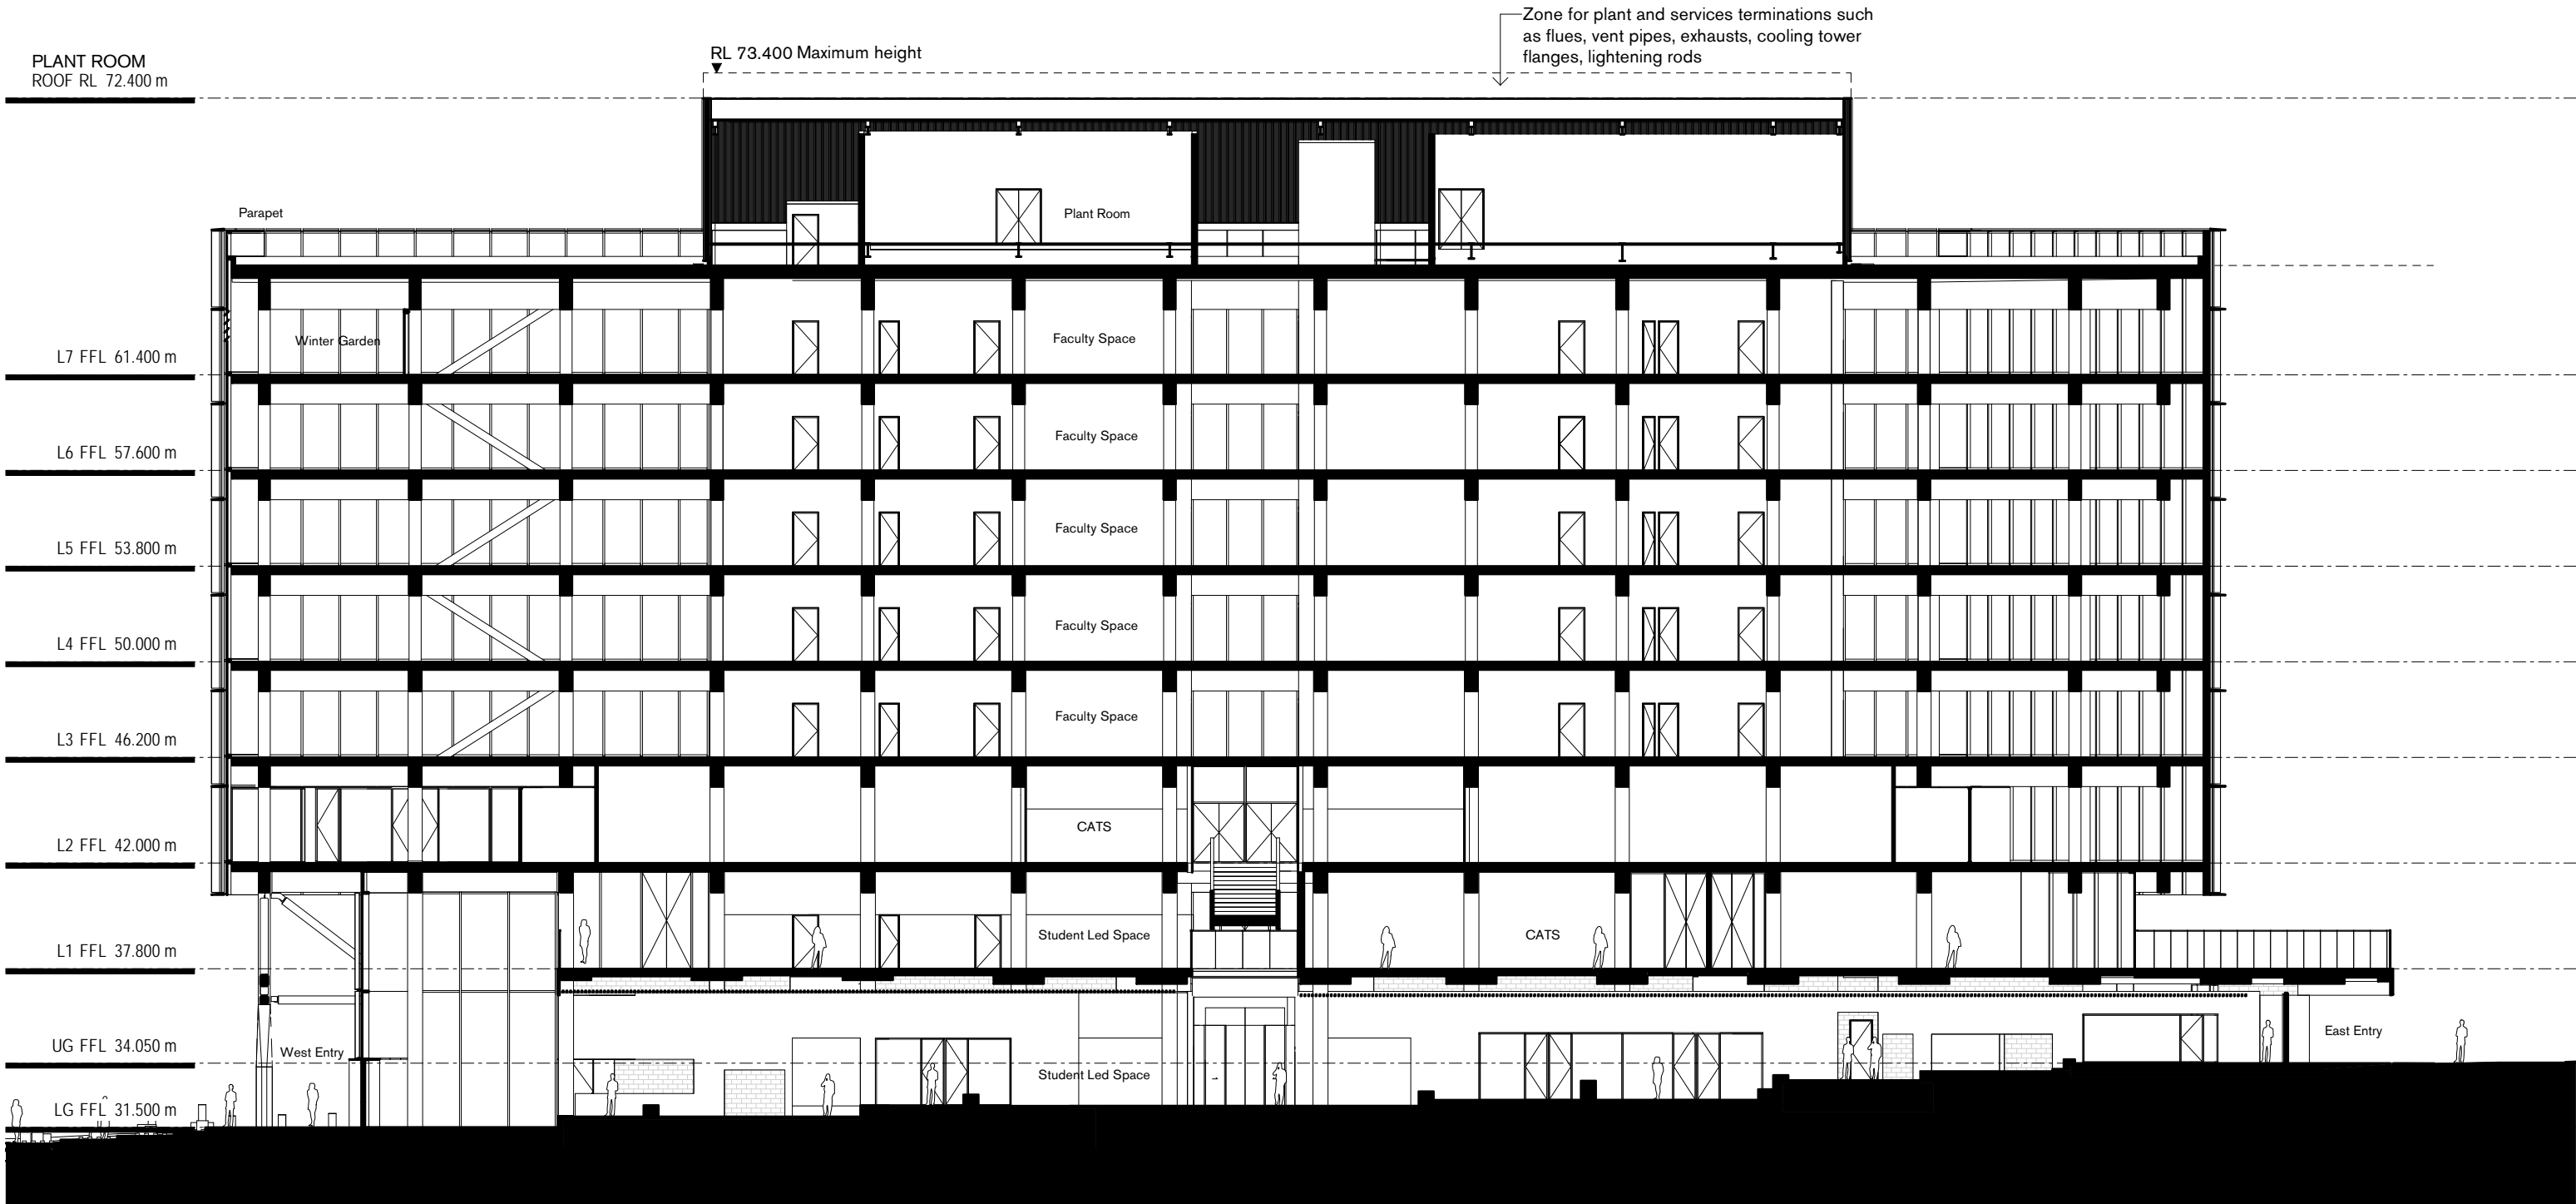 Zone for plant and services terminations such
as flues, vent pipes, exhausts, cooling tower
flanges, lightening rods
RL 73.400 Maximum height
PLANT ROOM
ROOF RL 72.400 m
Parapet
Plant Room
Winter Garden
Faculty Space
L7 FFL 61.400 m
Faculty Space
L6 FFL 57.600 m
Faculty Space
L5 FFL 53.800 m
Faculty Space
L4 FFL 50.000 m
Faculty Space
L3 FFL 46.200 m
CATS
L2 FFL 42.000 m
Student Led Space
CATS
L1 FFL 37.800 m
East Entry
UG FFL 34.050 m
West Entry
Student Led Space
LG FFL 31.500 m